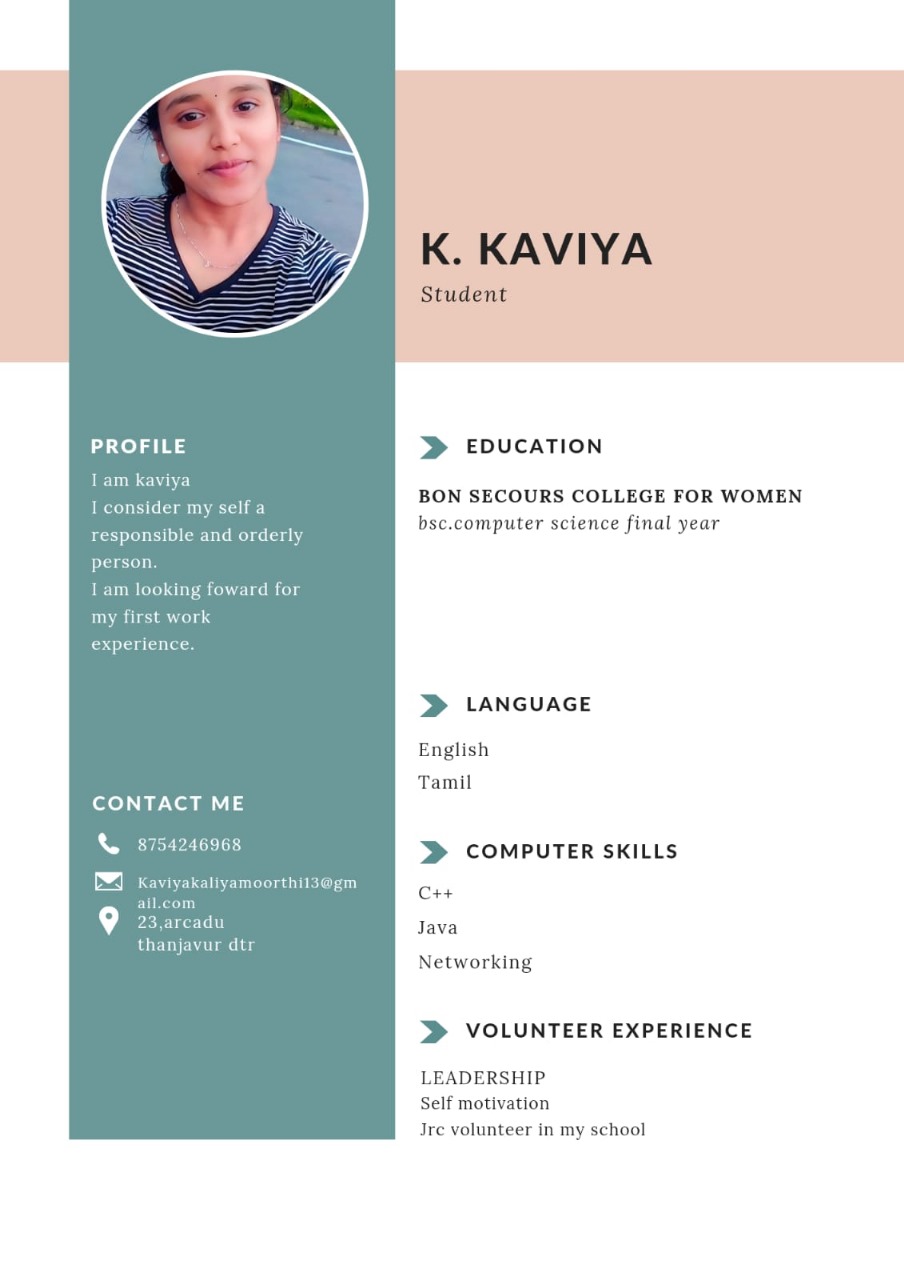 K. KAVIYA
Student
PROFILE
I am kaviya
I consider my self a
responsible and orderly
person.
I am looking foward for
my first work
experience.
CONTACT ME
8754246968
Kaviyakaliyamoorthi13@gm
ail.com
23,arcadu
thanjavur dtr
EDUCATION
BON SECOURS COLLEGE FOR WOMEN
bsc.computer science final year
LANGUAGE
English
Tamil
COMPUTER SKILLS
C++
Java
Networking
VOLUNTEER EXPERIENCE
LEADERSHIP
Self motivation
Jrc volunteer in my school